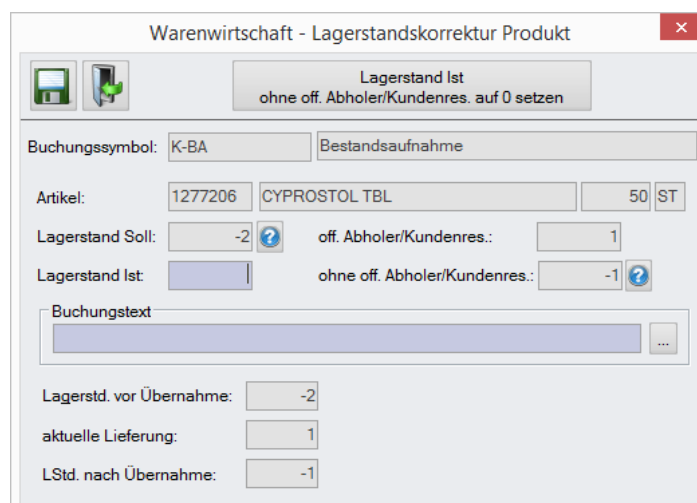 Warenwirtschaft - Lagerstandskorrektur Produkt
Lagerstand Ist
ohne off. Abholer/Kundenres. auf 0 setzen
Buchungssymbol: K-BA Bestandsaufnahme
Artikel: 1277206 CYPROSTOL TBL 50 ST
Lagerstand Soll: -2 off. Abholer/Kundenres.: 1
Lagerstand Ist: ohne off. Abholer/Kundenres.: -1
Buchungstext
...
Lagerstd. vor Übernahme: -2
aktuelle Lieferung: 1
LStd. nach Übernahme: -1